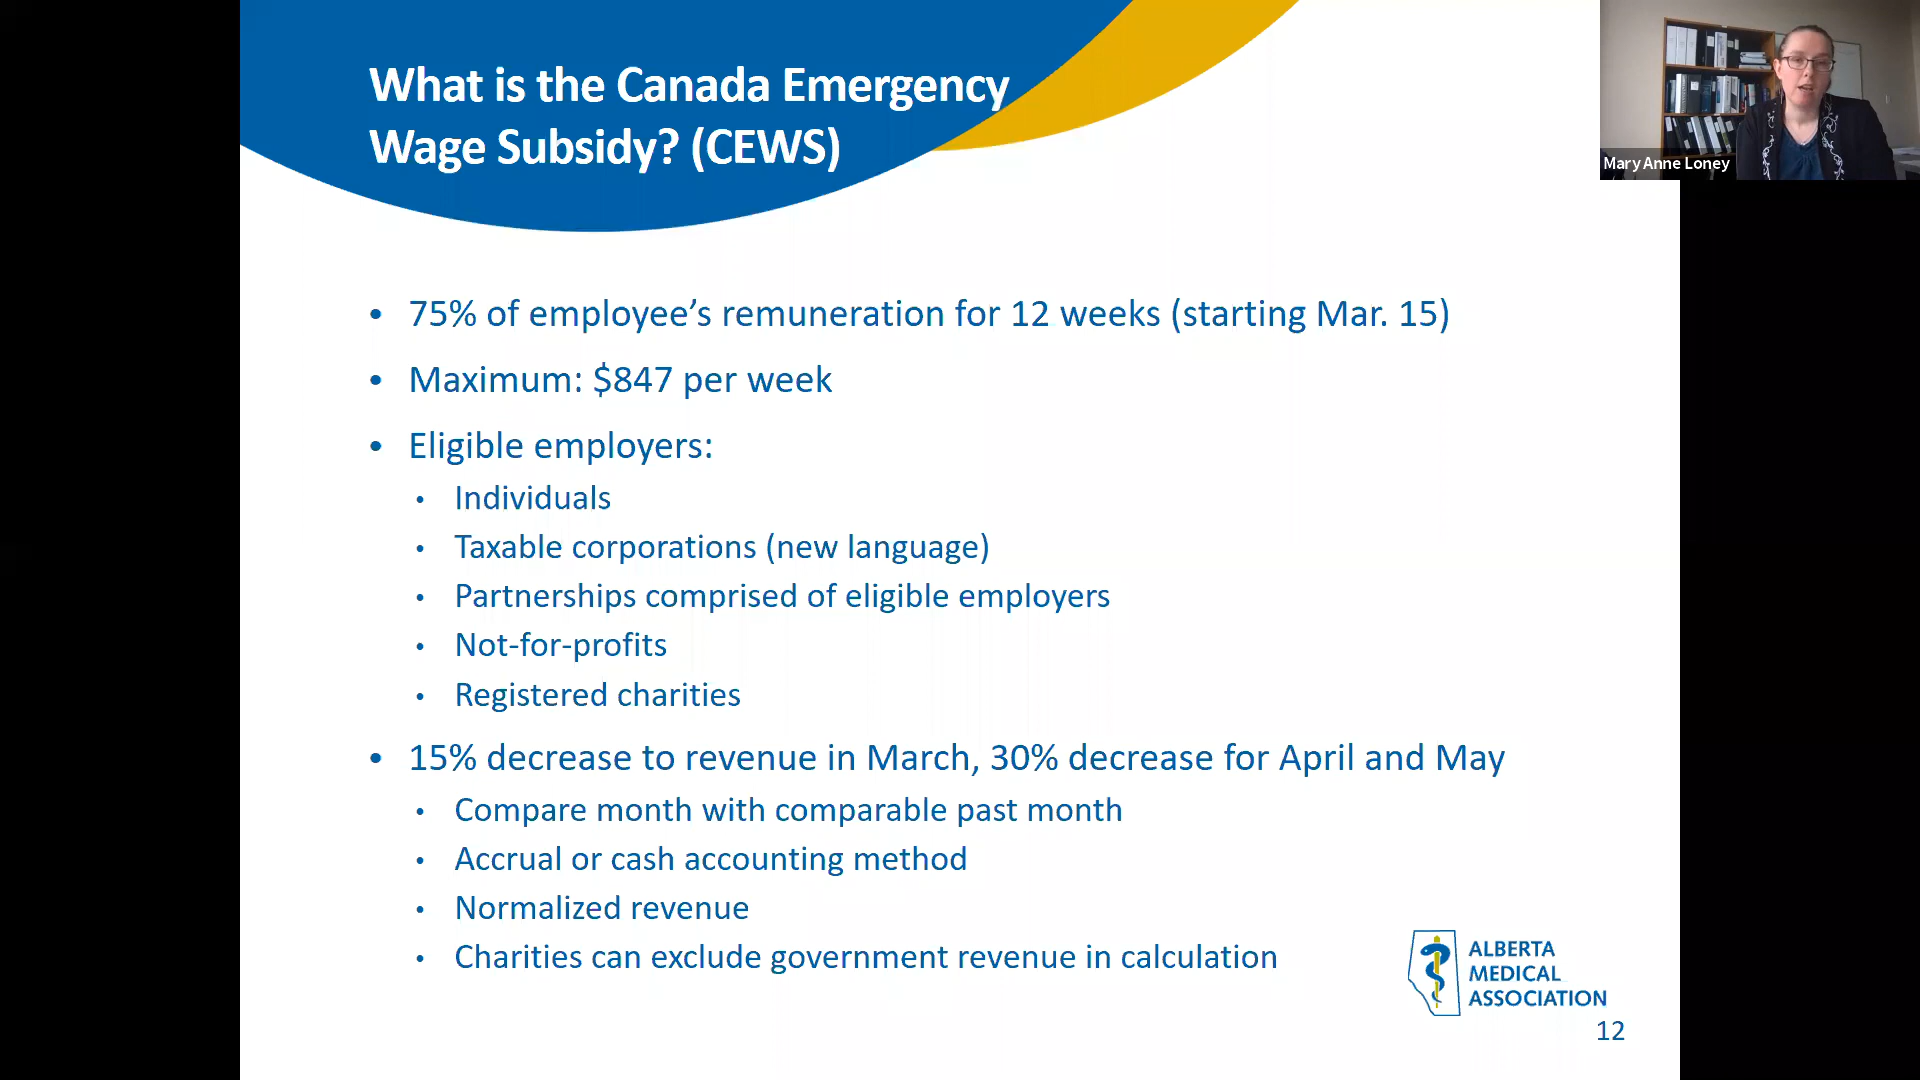 What is the Canada Emergency
Wage Subsidy? (CEWS)
Mary Anne Loney
• 75% of employee’s remuneration for 12 weeks (starting Mar. 15)
• Maximum: $847 per week
• Eligible employers:
• Individuals
• Taxable corporations (new language)
• Partnerships comprised of eligible employers
• Not-for-profits
• Registered charities
• 15% decrease to revenue in March, 30% decrease for April and May
• Compare month with comparable past month
• Accrual or cash accounting method
• Normalized revenue
• Charities can exclude government revenue in calculation
ALBERTA
MEDICAL
ASSOCIATION
12